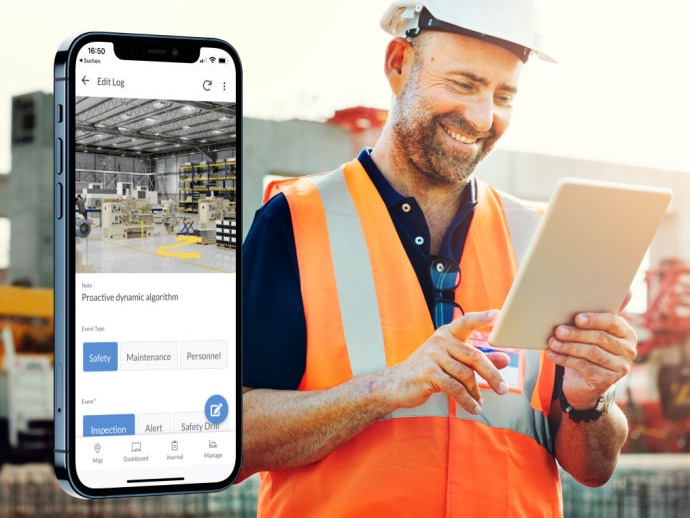 16:50
Suchen
Edit Log
Note
Proactive dynamic algorithm
Event Type
Safety Maintenance Personnel
Event*
Inspection Alert Safety Drill
Map Dashboard Journal Manage